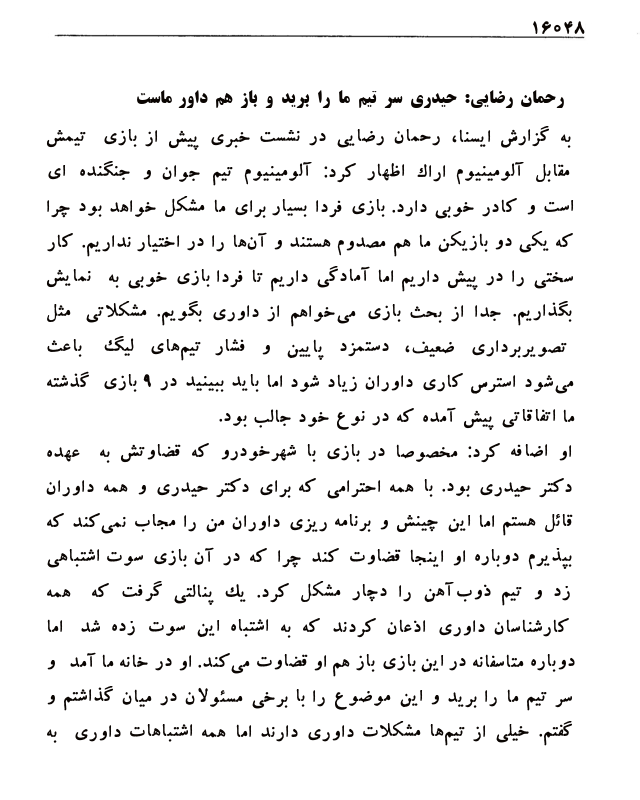 ۱۶۰۴۸
رحمان رضایی: حیدری سر تیم ما را برید و باز هم داور ماست
به گزارش ایسنا، رحمان رضایی در نشست خبری پیش از بازی تیمش
مقابل آلومینیوم اراك اظهار کرد: آلومینیوم تیم جوان و جنگنده ای
است و کادر خوبی دارد. بازی فردا بسیار برای ما مشکل خواهد بود چرا
که یکی دو بازیکن ما هم مصدوم هستند و آن‌ها را در اختیار نداریم. کار
سختی را در پیش داریم اما آمادگی داریم تا فردا بازی خوبی به نمایش
بگذاریم. جدا از بحث بازی می‌خواهم از داوری بگویم. مشکلاتی مثل
تصویربرداری ضعیف، دستمزد پایین و فشار تیم‌های لیگ باعث
می‌شود استرس کاری داوران زیاد شود اما باید ببینید در ۹ بازی گذشته
ما اتفاقاتی پیش آمده که در نوع خود جالب بود.
او اضافه کرد: مخصوصا در بازی با شهرخودرو که قضاوتش به عهده
دکتر حیدری بود. با همه احترامی که برای دکتر حیدری و همه داوران
قائل هستم اما این چینش و برنامه ریزی داوران من را مجاب نمی‌کند که
بپذیرم دوباره او اینجا قضاوت کند چرا که در آن بازی سوت اشتباهی
زد و تیم ذوب‌آهن را دچار مشکل کرد. یك پنالتی گرفت که همه
کارشناسان داوری اذعان کردند که به اشتباه این سوت زده شد اما
دوباره متاسفانه در این بازی باز هم او قضاوت می‌کند. او در خانه ما آمد و
سر تیم ما را برید و این موضوع را با برخی مسئولان در میان گذاشتم و
گفتم. خیلی از تیم‌ها مشکلات داوری دارند اما همه اشتباهات داوری به